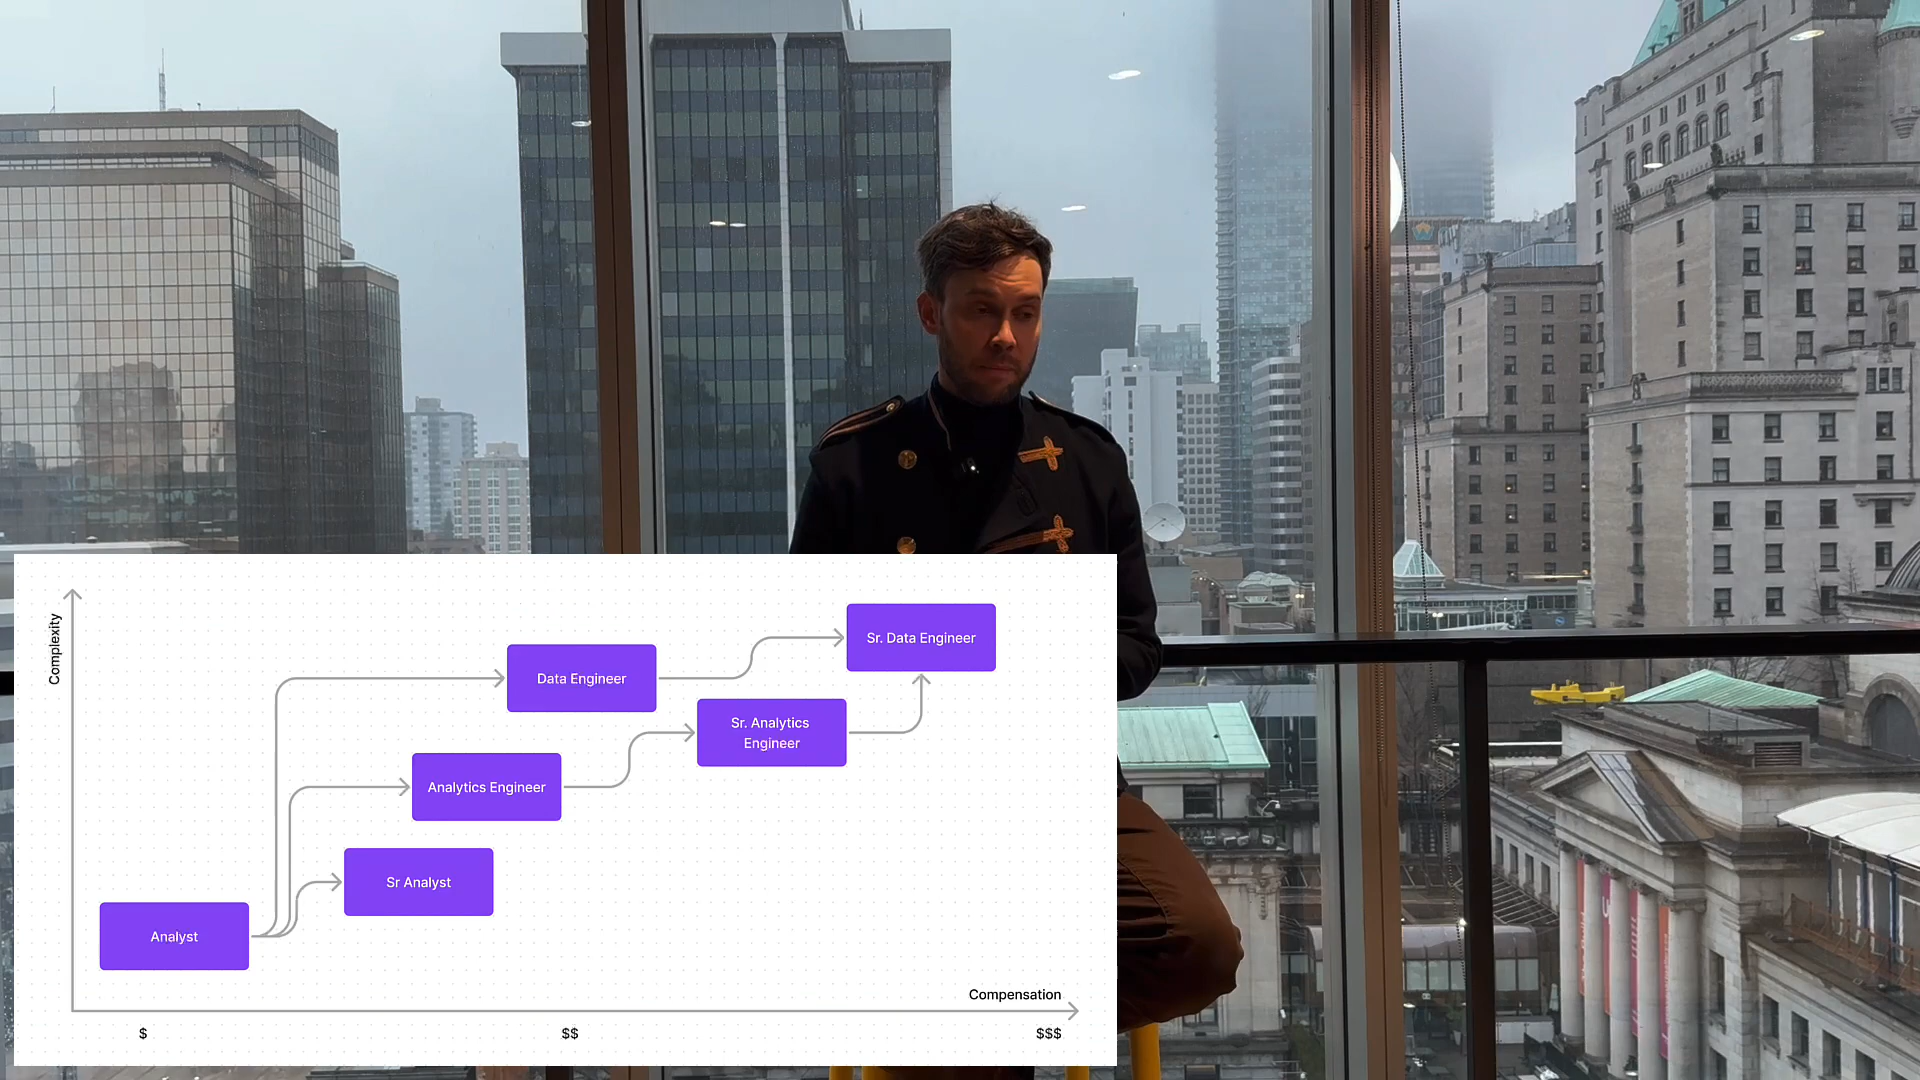 Complexity
Sr. Data Engineer
Data Engineer
Sr. Analytics
Engineer
Analytics Engineer
Sr Analyst
Analyst
Compensation
$
$$
$$$